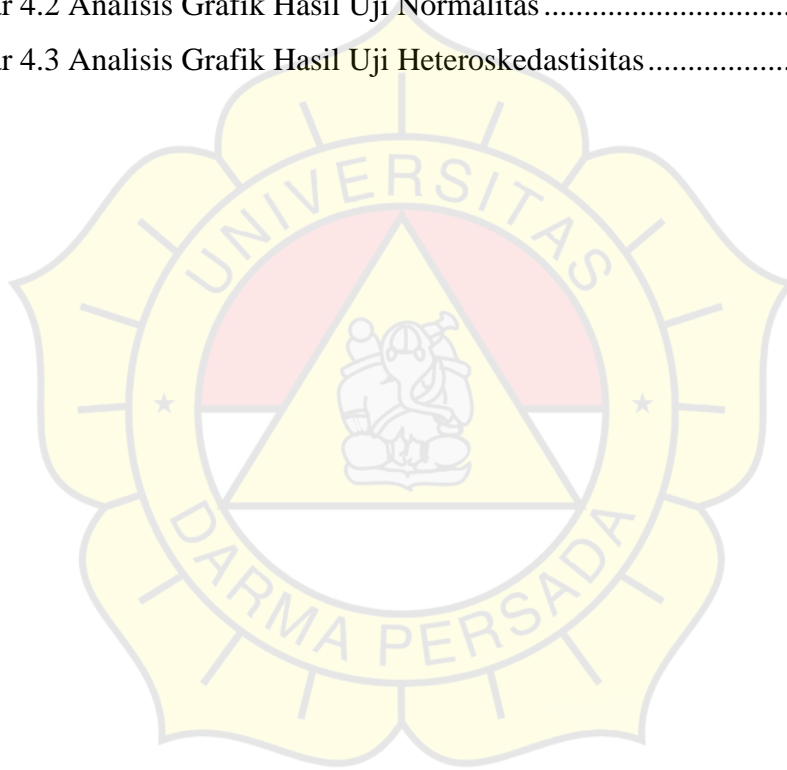 4.2 Analisis Grafik Hasil Uji Normalitas........................
4.3 Analisis Grafik Hasil Uji Heteroskedastisitas..................
UNIVERSITAS
DARMA PERSADA